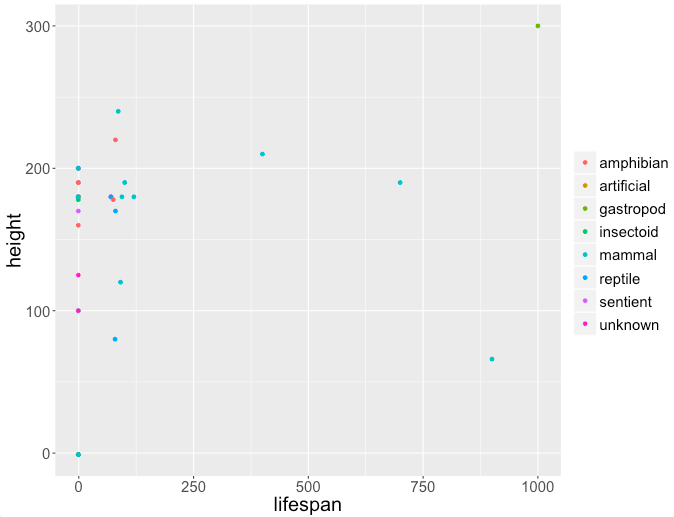 300
200
100
0
height
0 250 500 750 1000
lifespan
amphibian
artificial
gastropod
insectoid
mammal
reptile
sentient
unknown